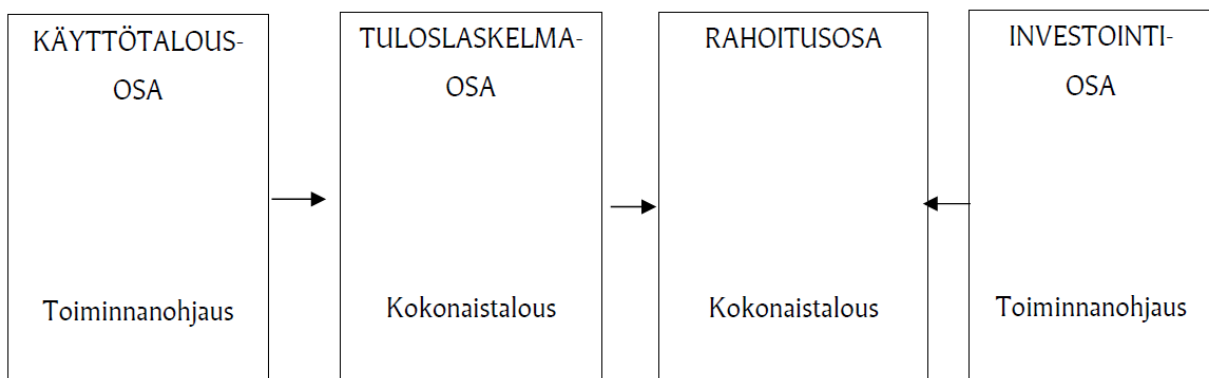 KÄYTTÖTALOUS-
OSA
Toiminnanohjaus
TULOSLASKELMA-
OSA
Kokonaistalous
RAHOITUSOSA
Kokonaistalous
INVESTOINTI-
OSA
Toiminnanohjaus